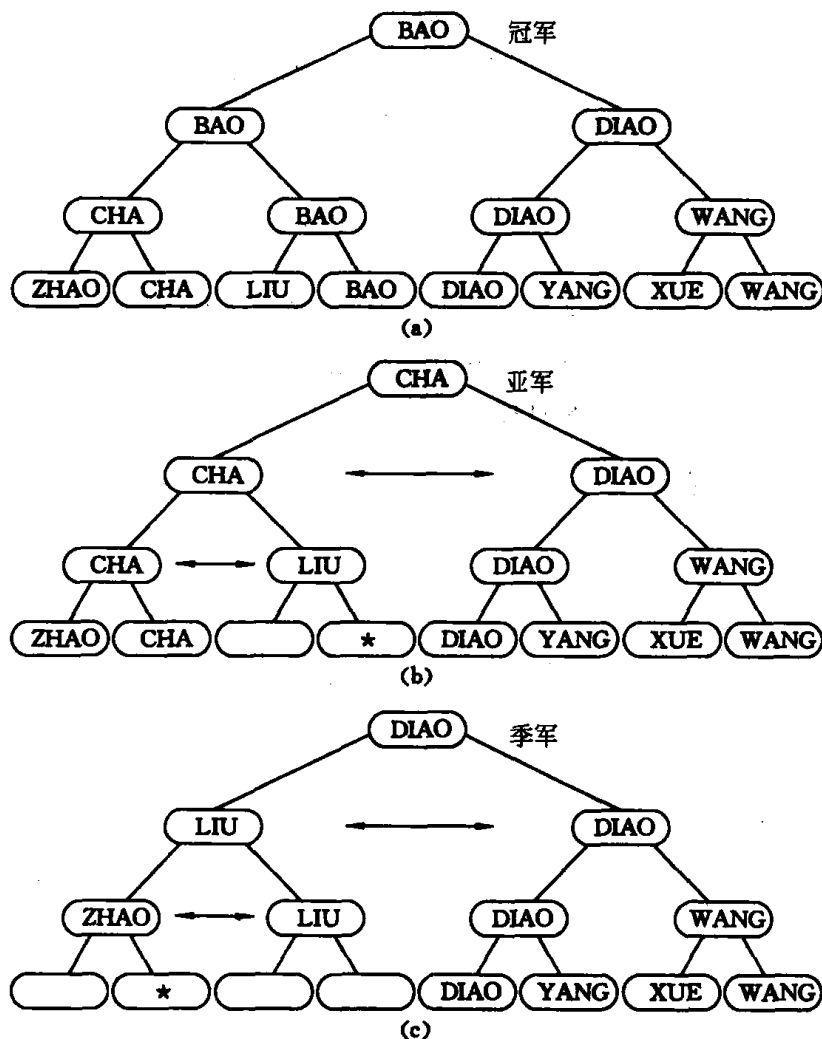 BAO 冠军
BAO DIAO
CHA BAO DIAO WANG
ZHAO CHA LIU BAO DIAO YANG XUE WANG
(a)
CHA 亚军
CHA DIAO
CHA LIU DIAO WANG
ZHAO CHA * DIAO YANG XUE WANG
(b)
DIAO 季军
LIU DIAO
ZHAO LIU DIAO WANG
* DIAO YANG XUE WANG
(c)